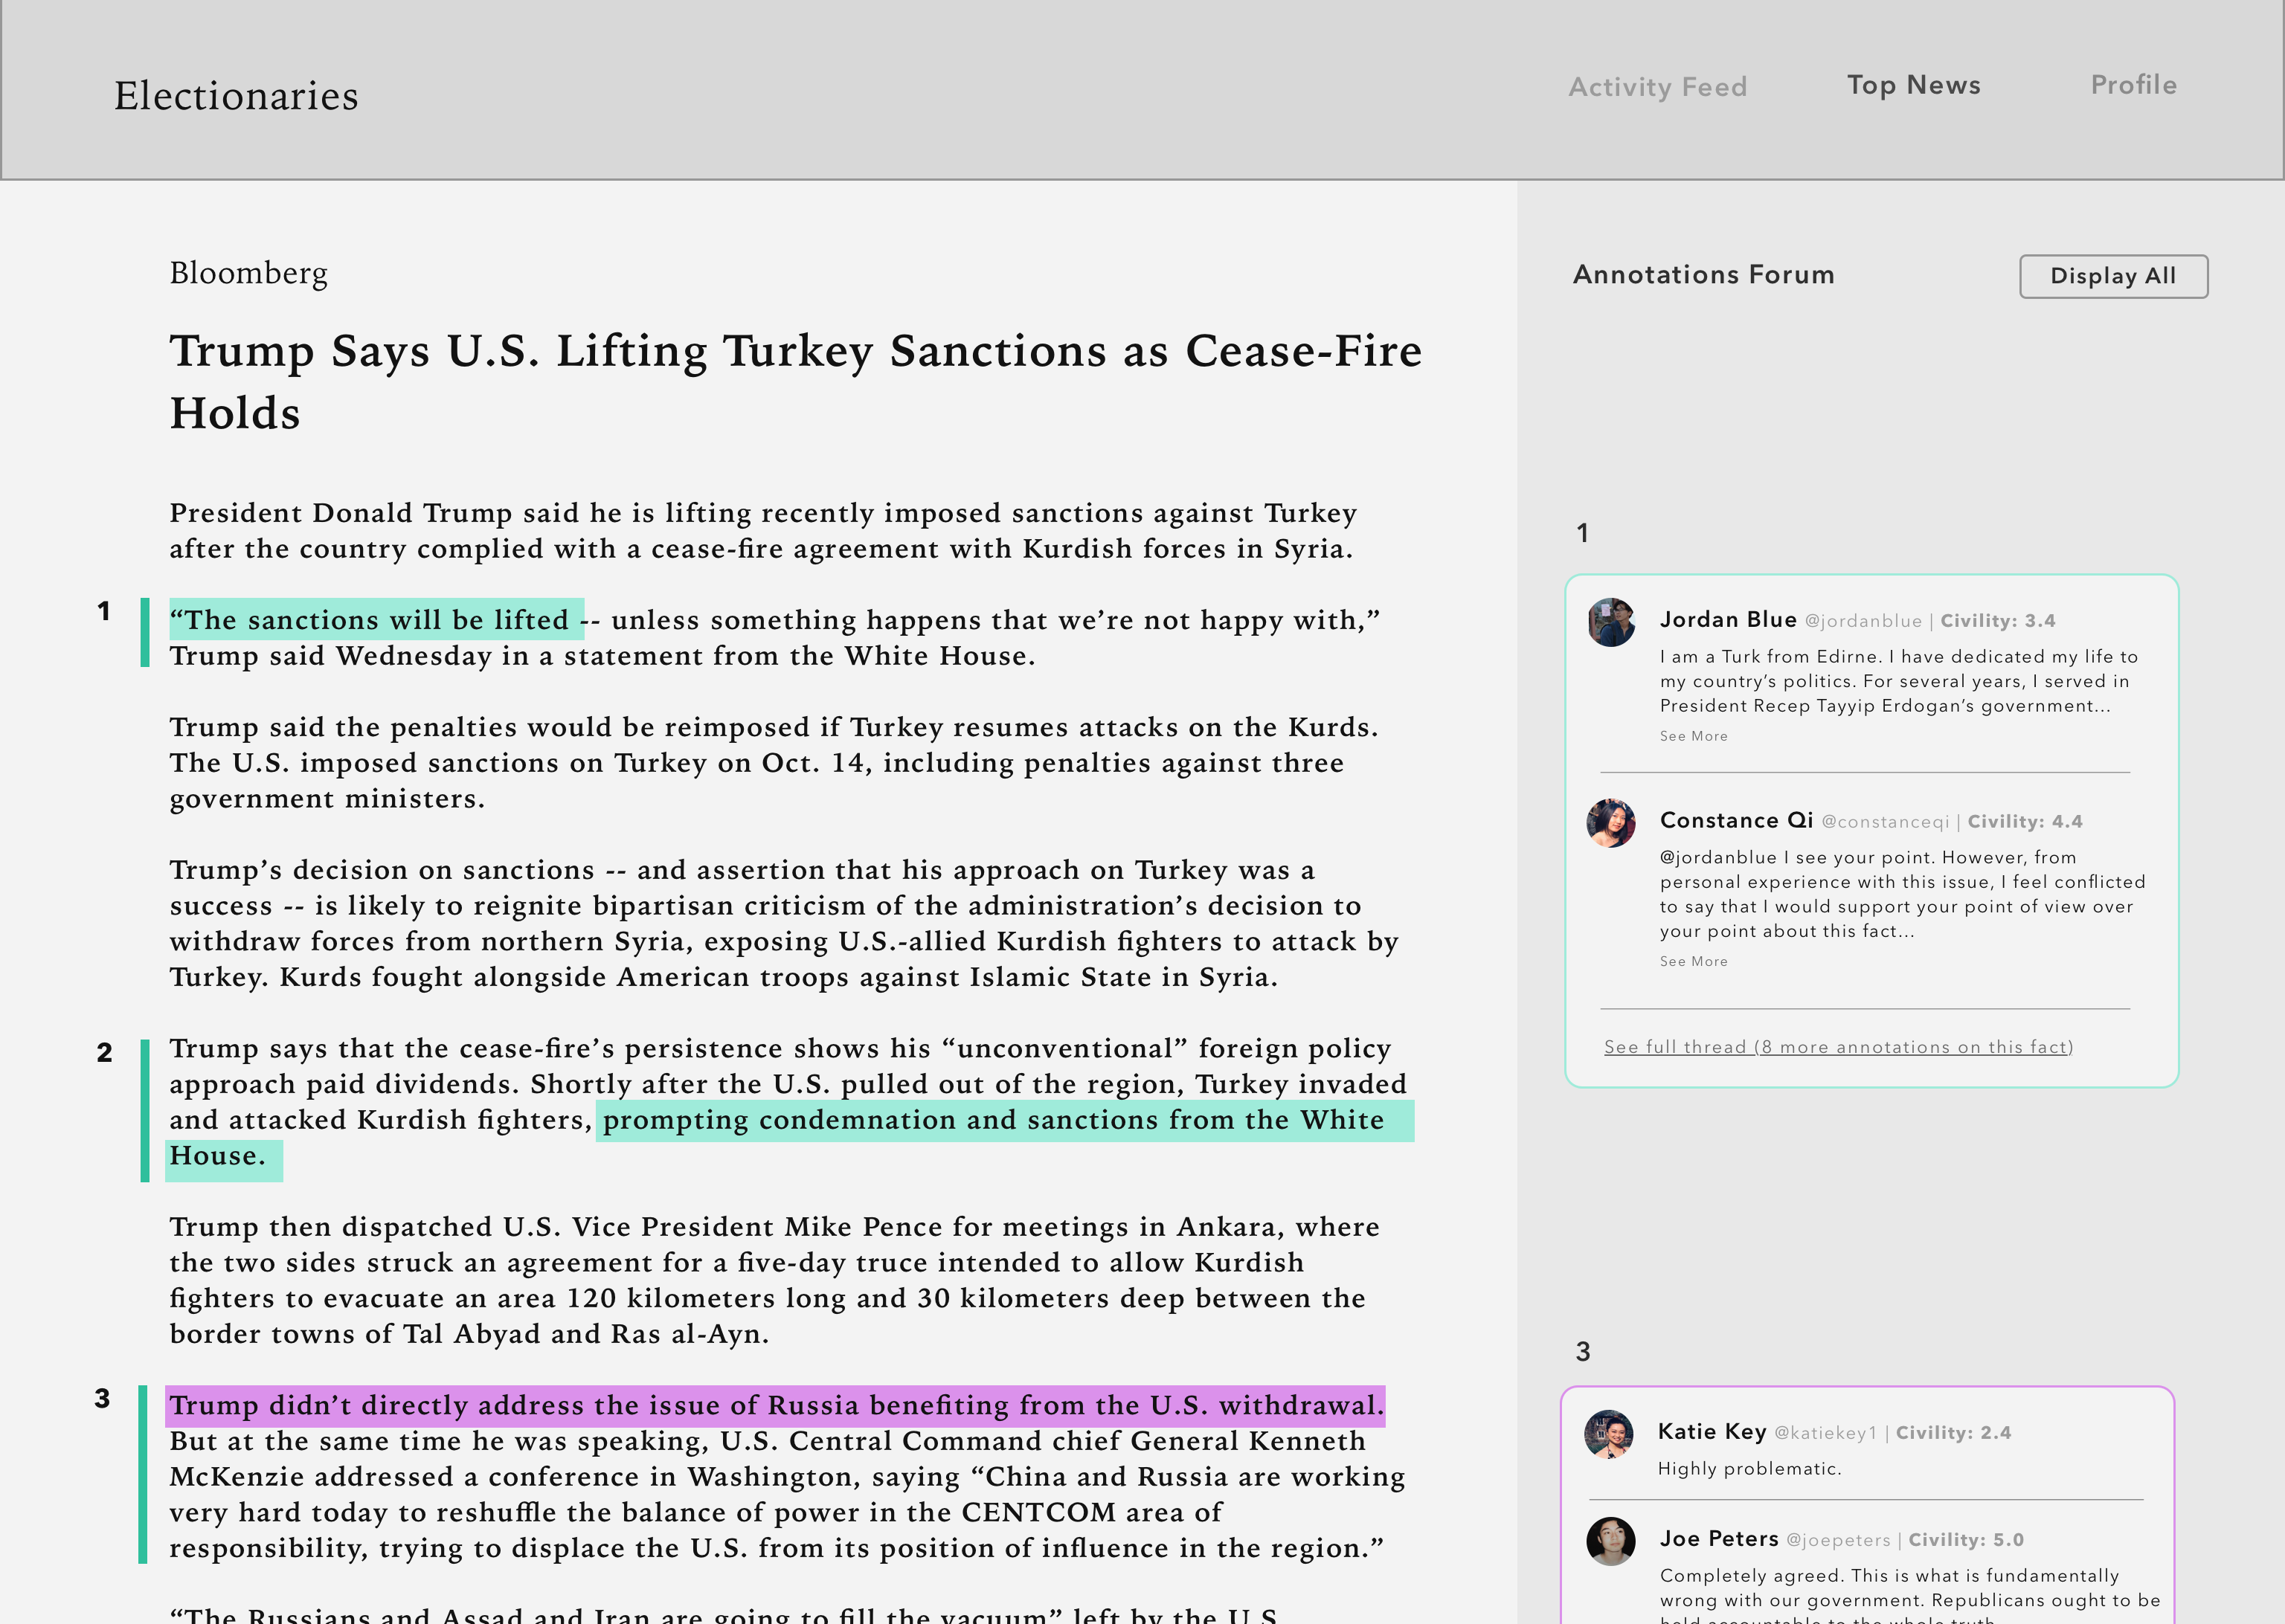 Electionaries
Activity Feed
Top News
Profile
Bloomberg
Trump Says U.S. Lifting Turkey Sanctions as Cease-Fire
Holds
President Donald Trump said he is lifting recently imposed sanctions against Turkey
after the country complied with a cease-fire agreement with Kurdish forces in Syria.
1
“The sanctions will be lifted -- unless something happens that we’re not happy with,”
Trump said Wednesday in a statement from the White House.
Trump said the penalties would be reimposed if Turkey resumes attacks on the Kurds.
The U.S. imposed sanctions on Turkey on Oct. 14, including penalties against three
government ministers.
Trump’s decision on sanctions -- and assertion that his approach on Turkey was a
success -- is likely to reignite bipartisan criticism of the administration’s decision to
withdraw forces from northern Syria, exposing U.S.-allied Kurdish fighters to attack by
Turkey. Kurds fought alongside American troops against Islamic State in Syria.
2
Trump says that the cease-fire’s persistence shows his “unconventional” foreign policy
approach paid dividends. Shortly after the U.S. pulled out of the region, Turkey invaded
and attacked Kurdish fighters, prompting condemnation and sanctions from the White
House.
Trump then dispatched U.S. Vice President Mike Pence for meetings in Ankara, where
the two sides struck an agreement for a five-day truce intended to allow Kurdish
fighters to evacuate an area 120 kilometers long and 30 kilometers deep between the
border towns of Tal Abyad and Ras al-Ayn.
3
Trump didn’t directly address the issue of Russia benefiting from the U.S. withdrawal.
But at the same time he was speaking, U.S. Central Command chief General Kenneth
McKenzie addressed a conference in Washington, saying “China and Russia are working
very hard today to reshuffle the balance of power in the CENTCOM area of
responsibility, trying to displace the U.S. from its position of influence in the region.”
“The Russians and Assad and Iran are going to fill the vacuum” left by the U.S.
Annotations Forum
Display All
1
Jordan Blue @jordanblue | Civility: 3.4
I am a Turk from Edirne. I have dedicated my life to
my country’s politics. For several years, I served in
President Recep Tayyip Erdogan’s government...
See More
Constance Qi @constanceqi | Civility: 4.4
@jordanblue I see your point. However, from
personal experience with this issue, I feel conflicted
to say that I would support your point of view over
your point about this fact...
See More
See full thread (8 more annotations on this fact)
3
Katie Key @katiekey1 | Civility: 2.4
Highly problematic.
Joe Peters @joepeters | Civility: 5.0
Completely agreed. This is what is fundamentally
wrong with our government. Republicans ought to be
held accountable to the whole truth